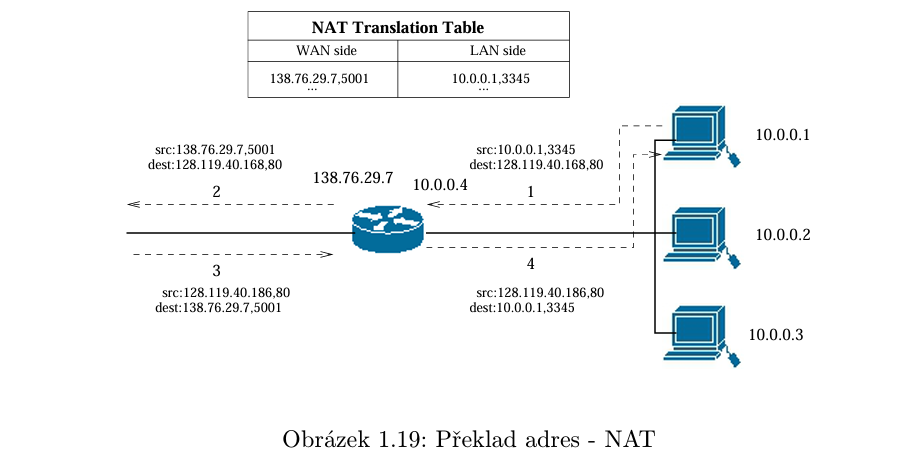 NAT Translation Table
WAN side
LAN side
138.76.29.7,5001
10.0.0.1,3345
...
...
10.0.0.1
src:138.76.29.7,5001
dest:128.119.40.168,80
src:10.0.0.1,3345
dest:128.119.40.168,80
138.76.29.7
10.0.0.4
2
1
10.0.0.2
3
4
src:128.119.40.186,80
dest:138.76.29.7,5001
src:128.119.40.186,80
dest:10.0.0.1,3345
10.0.0.3
Obrázek 1.19: Překlad adres - NAT